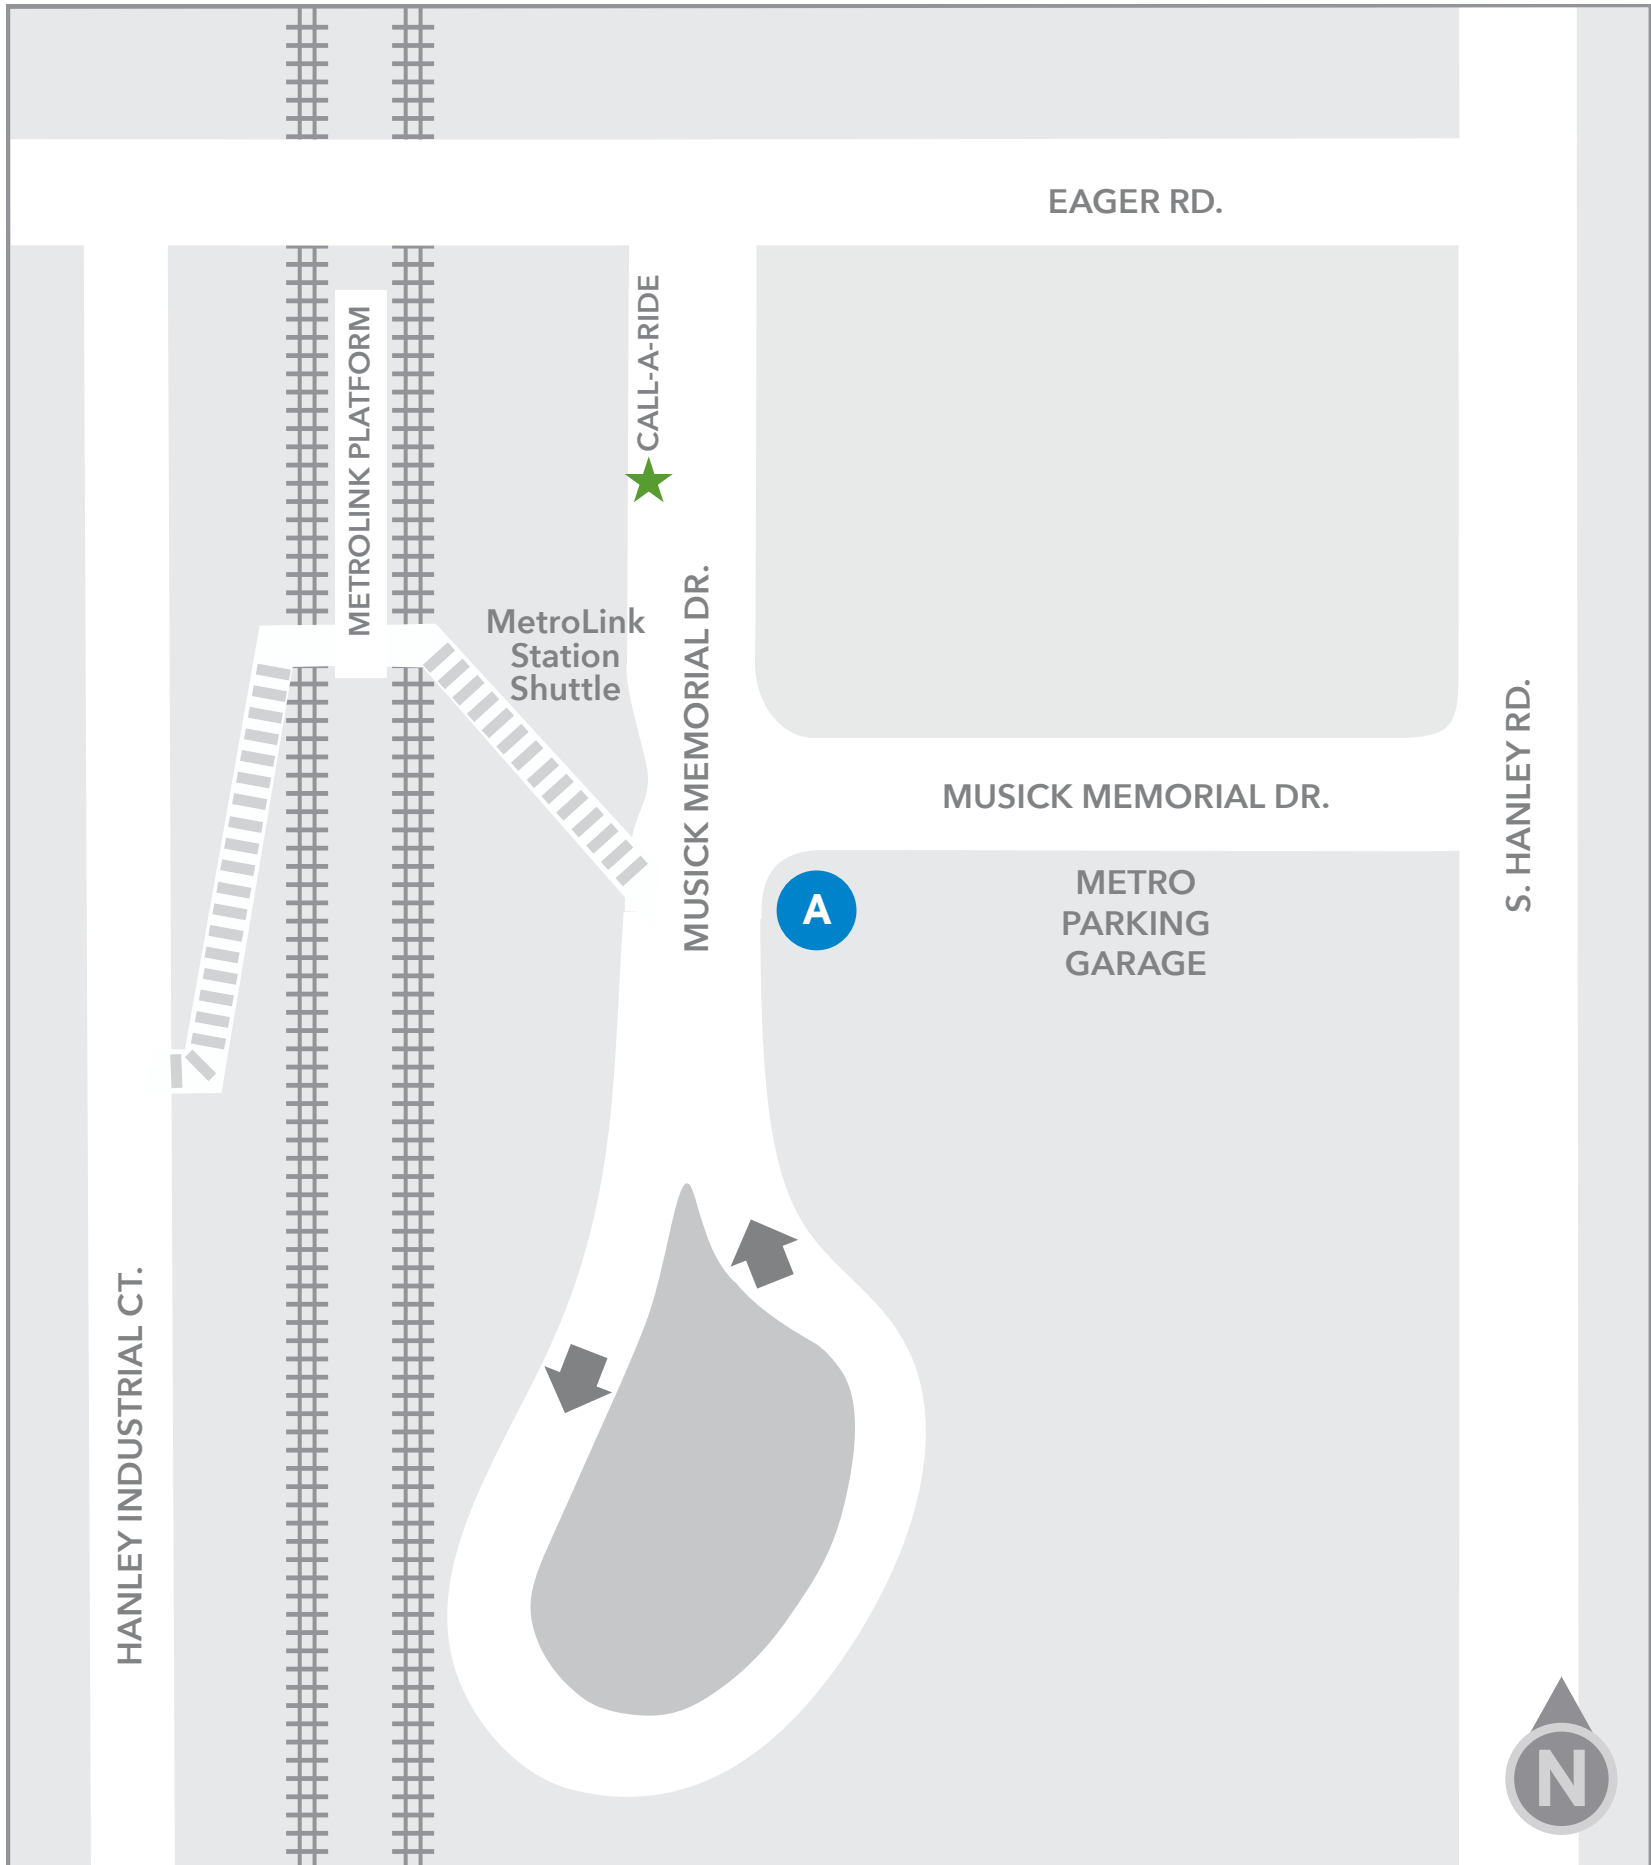 EAGER RD.
CALL-A-RIDE
METROLINK PLATFORM
MetroLink
Station
Shuttle
MUSICK MEMORIAL DR.
MUSICK MEMORIAL DR.
S. HANLEY RD.
A
METRO
PARKING
GARAGE
HANLEY INDUSTRIAL CT.
N